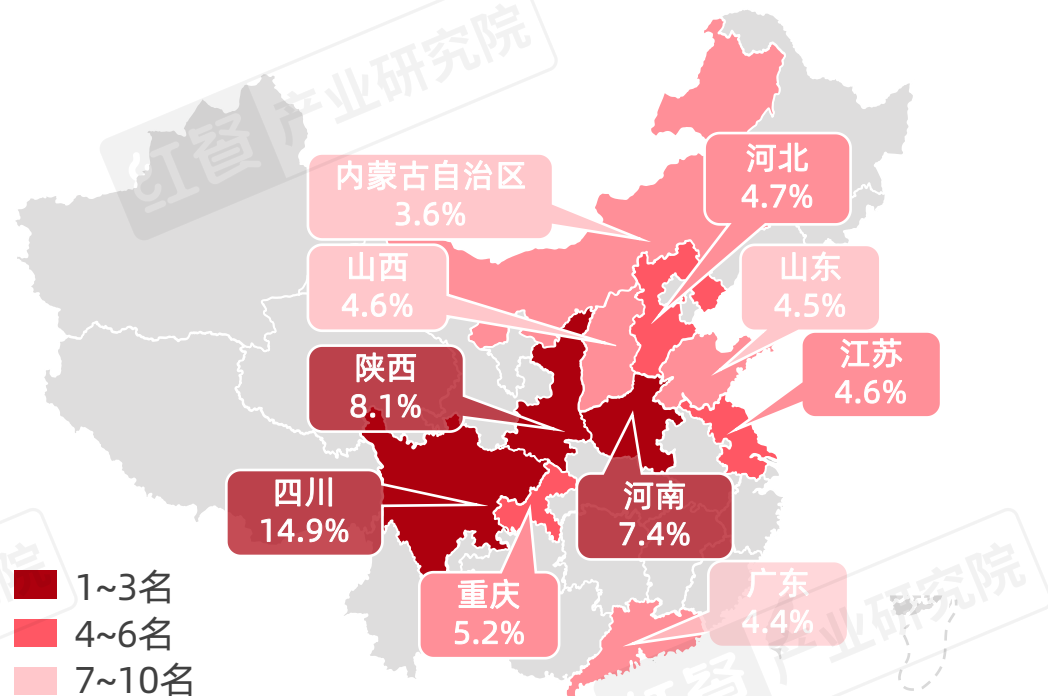 红餐产业研究院
内蒙古自治区
3.6%
河北
4.7%
山西
4.6%
山东
4.5%
陕西
8.1%
江苏
4.6%
四川
14.9%
河南
7.4%
重庆
5.2%
广东
4.4%
1~3名
4~6名
7~10名
院
红餐产业研究院